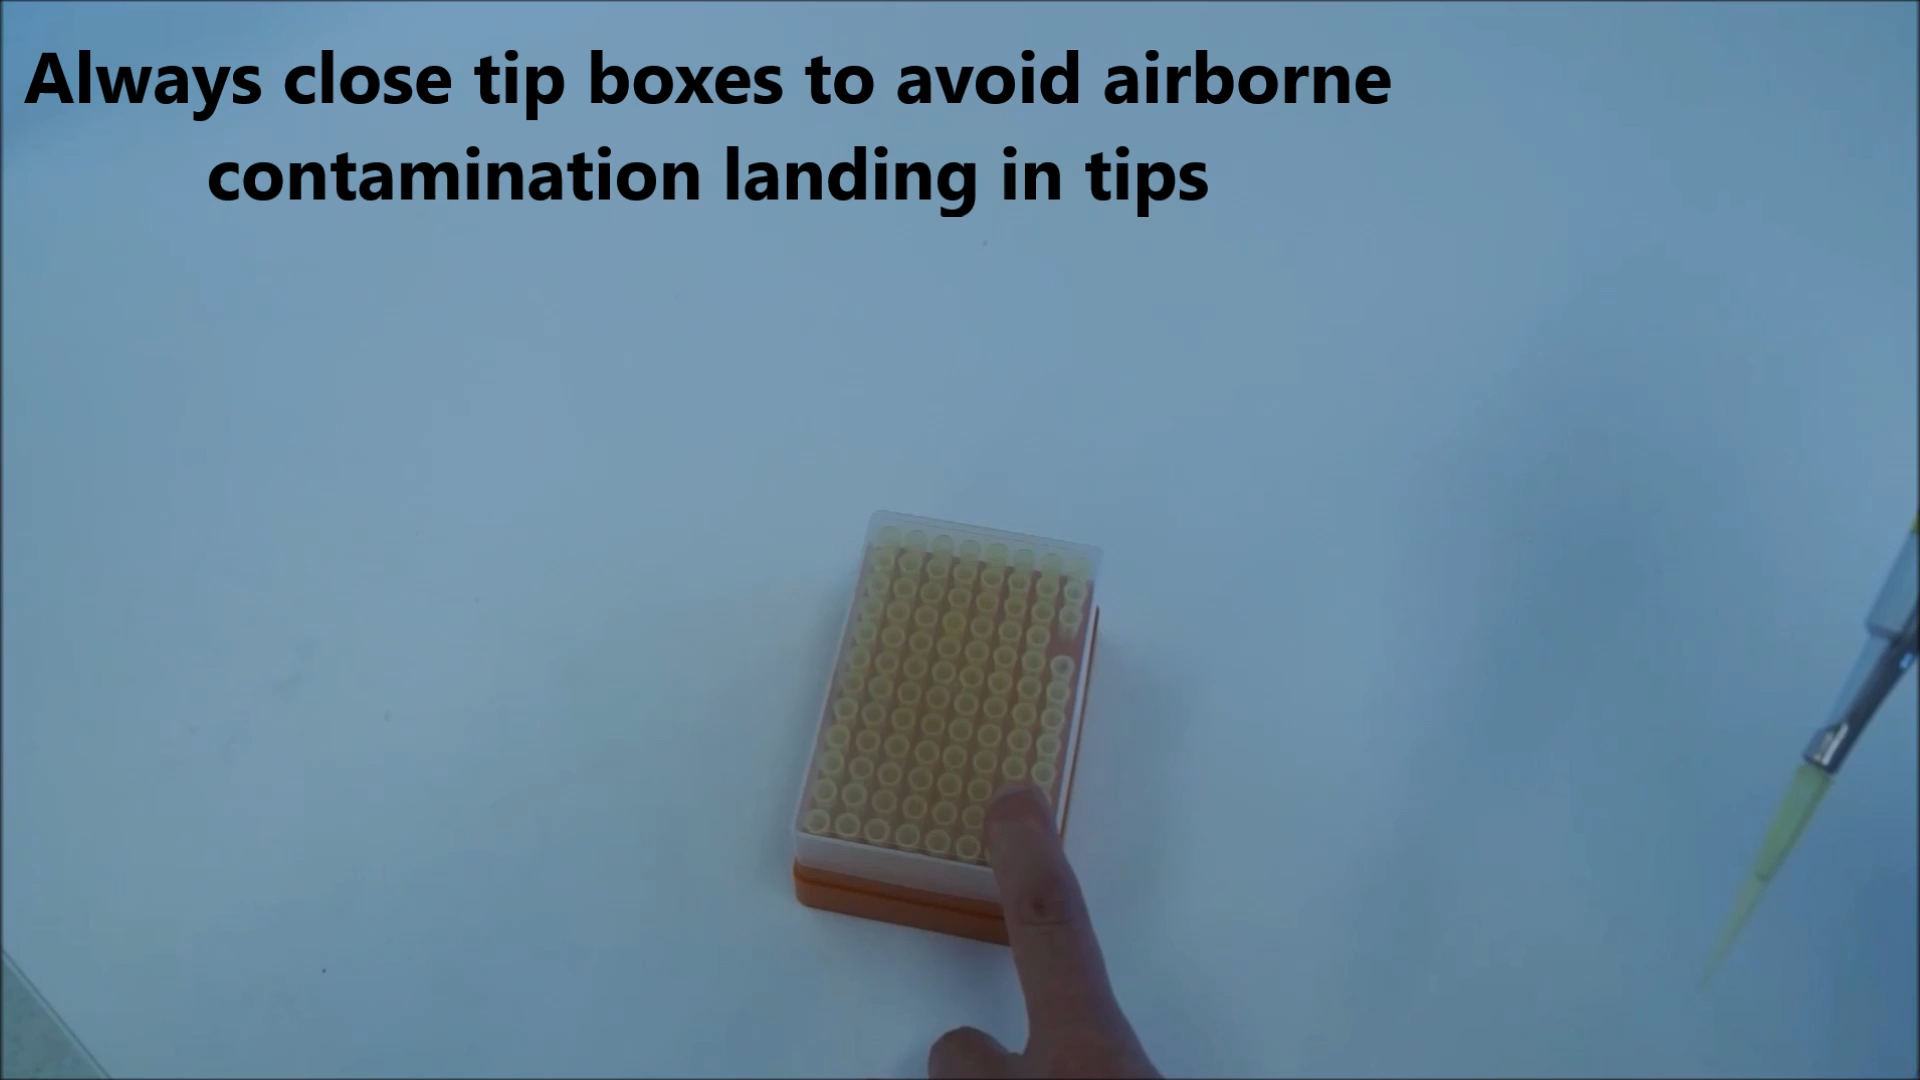 Always close tip boxes to avoid airborne
contamination landing in tips